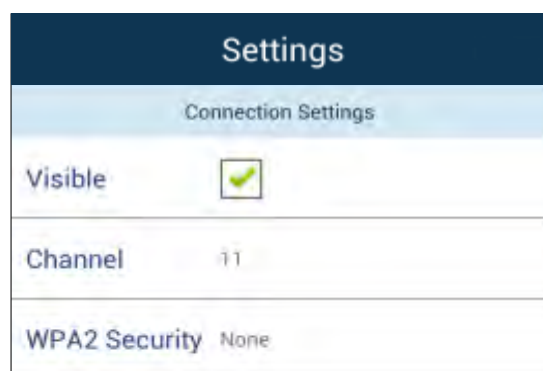 Settings
Connection Settings
Visible
Channel 11
WPA2 Security None